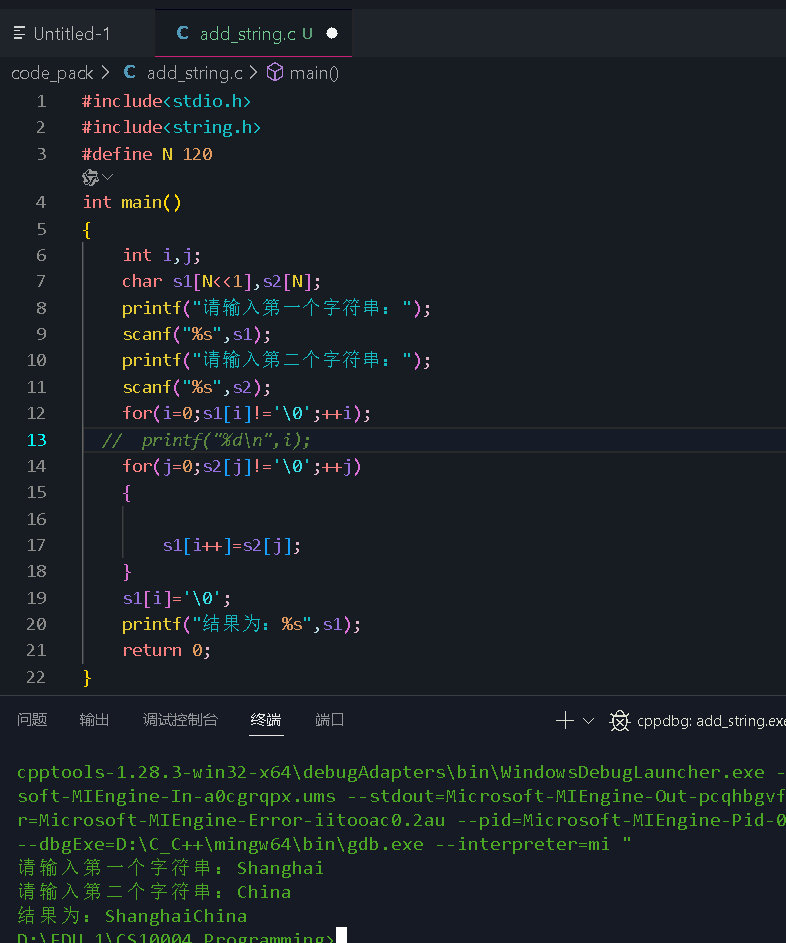 Untitled-1
C add_string.c U
code_pack > C add_string.c > main()
1 #include<stdio.h>
2 #include<string.h>
3 #define N 120
4 int main()
5 {
6 int i,j;
7 char s1[N<<1],s2[N];
8 printf("请输入第一个字符串：");
9 scanf("%s",s1);
10 printf("请输入第二个字符串：");
11 scanf("%s",s2);
12 for(i=0;s1[i]!='\0';++i);
13 // printf("%d\n",i);
14 for(j=0;s2[j]!='\0';++j)
15 {
16
17 s1[i++]=s2[j];
18 }
19 s1[i]='\0';
20 printf("结果为：%s",s1);
21 return 0;
22 }
问题 输出 调试控制台 终端 端口 cppdbg: add_string.exe
cpptools-1.28.3-win32-x64\debugAdapters\bin\WindowsDebugLauncher.exe -
soft-MIEngine-In-a0cgrqpx.ums --stdout=Microsoft-MIEngine-Out-pcqhbgvf
r=Microsoft-MIEngine-Error-iitooac0.2au --pid=Microsoft-MIEngine-Pid-0
--dbgExe=D:\C_C++\mingw64\bin\gdb.exe --interpreter=mi "
请输入第一个字符串：Shanghai
请输入第二个字符串：China
结果为：ShanghaiChina
D:\EDU_1\CS10004_Programming>